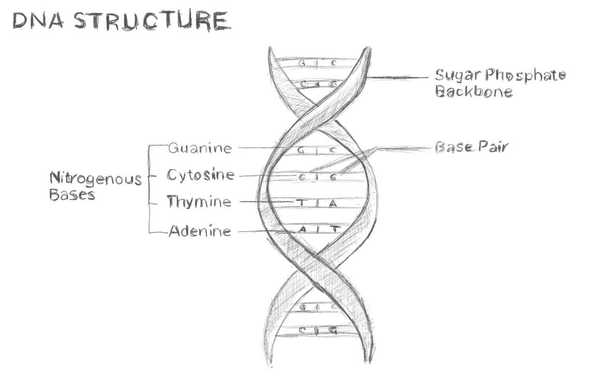 DNA STRUCTURE
G C
C G
Sugar Phosphate
Backbone
Guanine
G C
Base Pair
Nitrogenous
Bases
Cytosine
C G
Thymine
T A
Adenine
A T
G C
C G